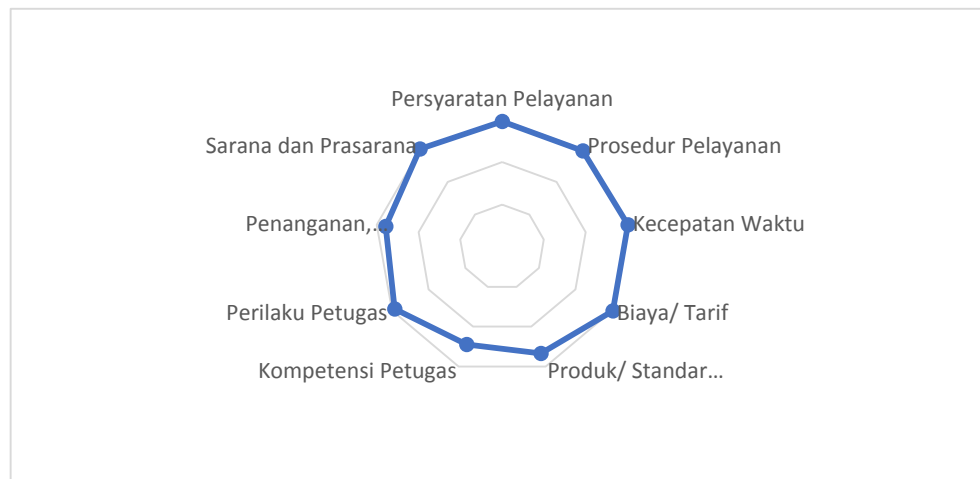 Persyaratan Pelayanan
Prosedur Pelayanan
Kecepatan Waktu
Biaya/ Tarif
Produk/ Standar...
Kompetensi Petugas
Perilaku Petugas
Penanganan,...
Sarana dan Prasarana